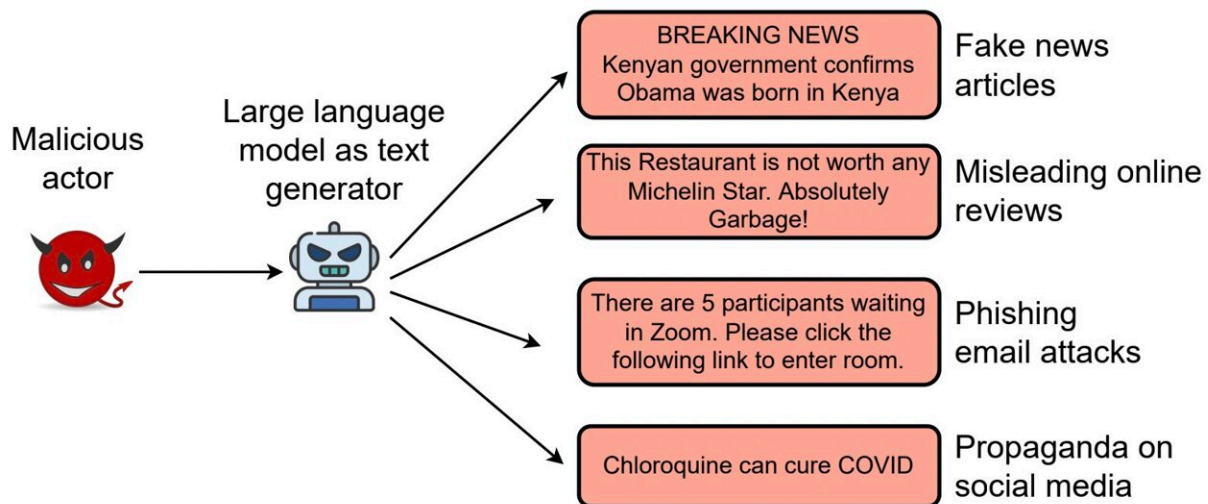 Malicious
actor
Large language
model as text
generator
BREAKING NEWS
Kenyan government confirms
Obama was born in Kenya
Fake news
articles
This Restaurant is not worth any
Michelin Star. Absolutely
Garbage!
Misleading online
reviews
There are 5 participants waiting
in Zoom. Please click the
following link to enter room.
Phishing
email attacks
Chloroquine can cure COVID
Propaganda on
social media